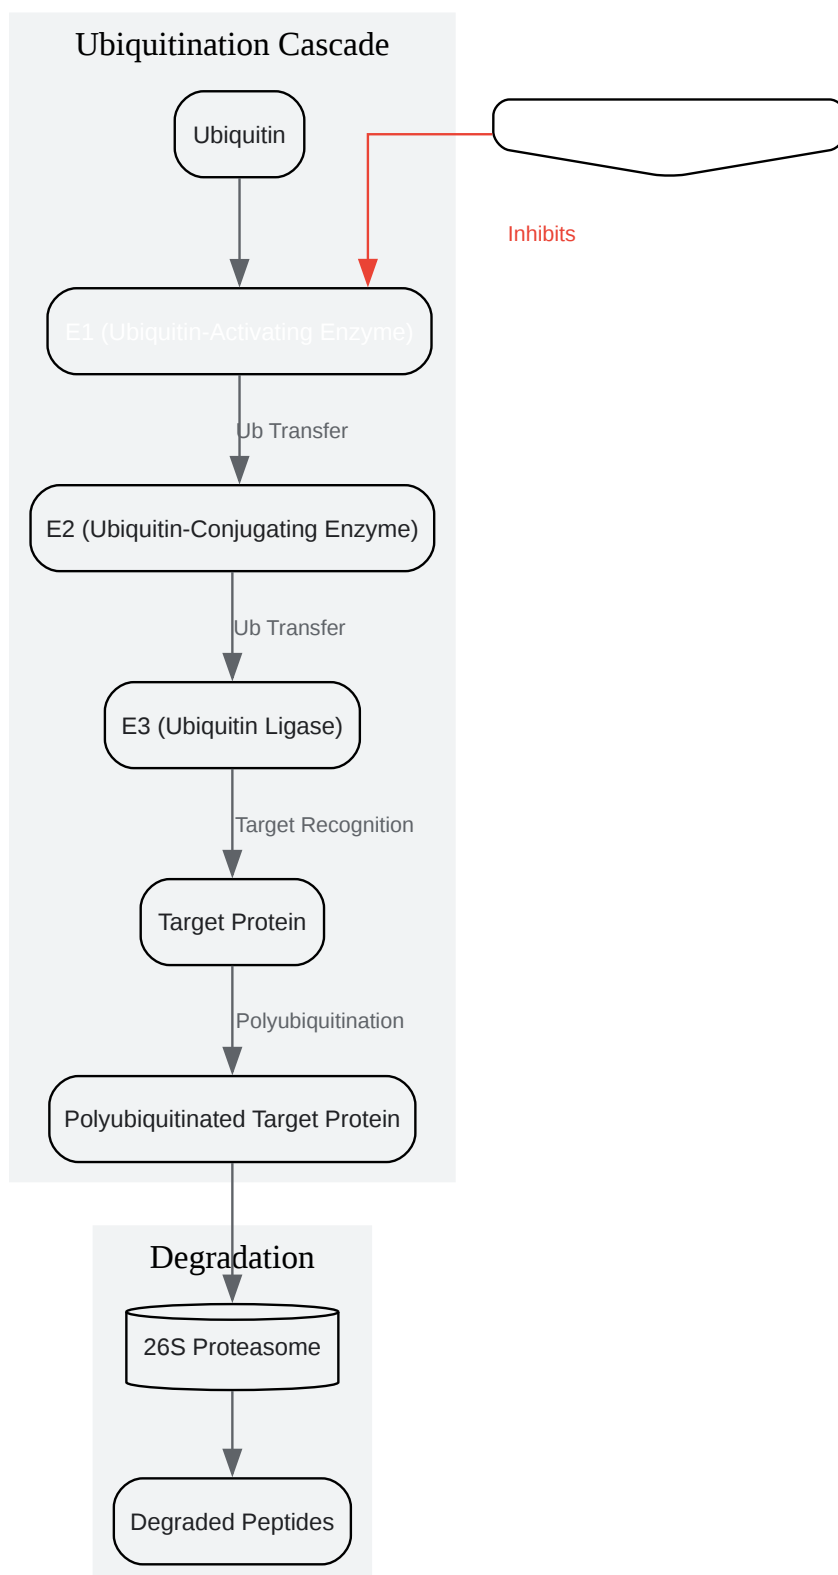 Ubiquitination Cascade
Ubiquitin
Inhibits
E1 (Ubiquitin-Activating Enzyme)
Ub Transfer
E2 (Ubiquitin-Conjugating Enzyme)
Ub Transfer
E3 (Ubiquitin Ligase)
Target Recognition
Target Protein
Polyubiquitination
Polyubiquitinated Target Protein
Degradation
26S Proteasome
Degraded Peptides